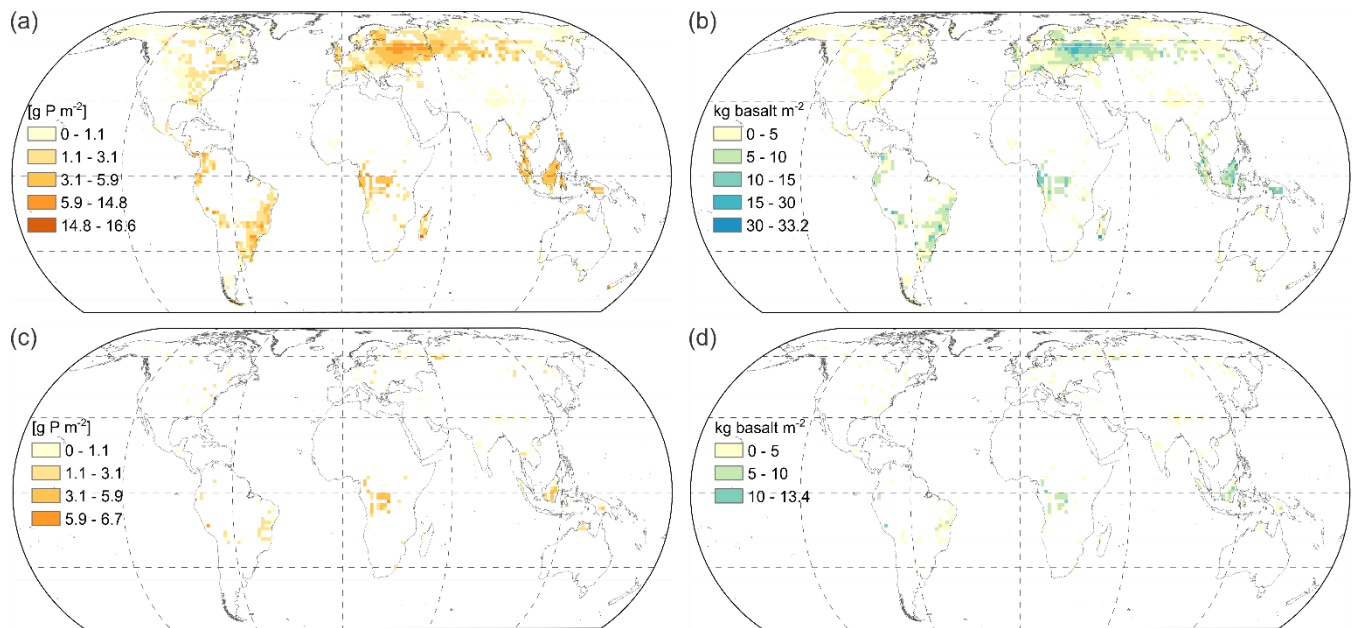 (a)
[g P m-2]
0 - 1.1
1.1 - 3.1
3.1 - 5.9
5.9 - 14.8
14.8 - 16.6
(b)
kg basalt m-2
0 - 5
5 - 10
10 - 15
15 - 30
30 - 33.2
(c)
[g P m-2]
0 - 1.1
1.1 - 3.1
3.1 - 5.9
5.9 - 6.7
(d)
kg basalt m-2
0 - 5
5 - 10
10 - 13.4